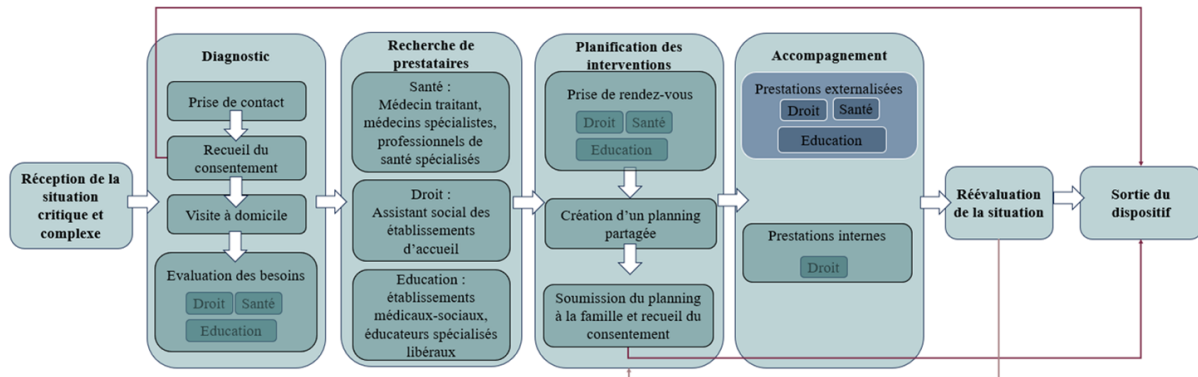 Réception de la
situation
critique et
complexe
Diagnostic
Prise de contact
Recueil du
consentement
Visite à domicile
Evaluation des besoins
Droit Santé
Education
Recherche de
prestataires
Santé :
Médecin traitant,
médecins spécialistes,
professionnels de
santé spécialisés
Droit :
Assistant social des
établissements
d’accueil
Education :
établissements
médicaux-sociaux,
éducateurs spécialisés
libéraux
Planification des
interventions
Prise de rendez-vous
Droit Santé
Education
Création d’un planning
partagée
Soumission du planning
à la famille et recueil du
consentement
Accompagnement
Prestations externalisées
Droit Santé
Education
Prestations internes
Droit
Réévaluation
de la situation
Sortie du
dispositif